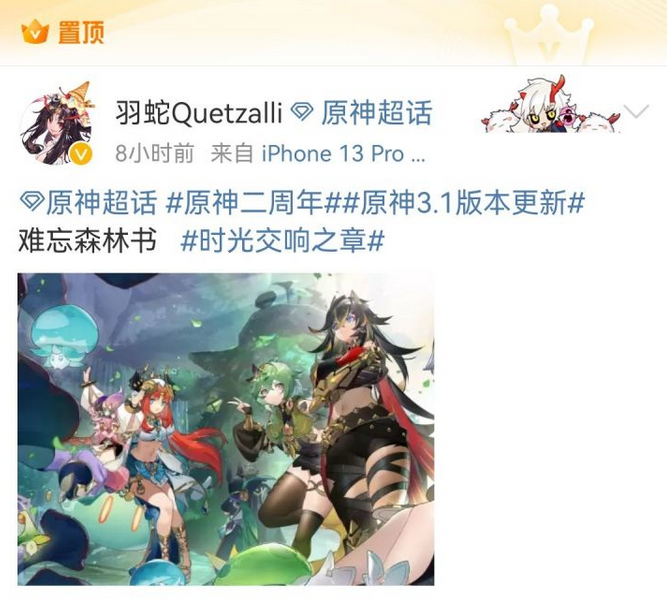 置顶
羽蛇Quetzalli 原神超话
8小时前 来自 iPhone 13 Pro ...
原神超话 #原神二周年##原神3.1版本更新#
难忘森林书 #时光交响之章#